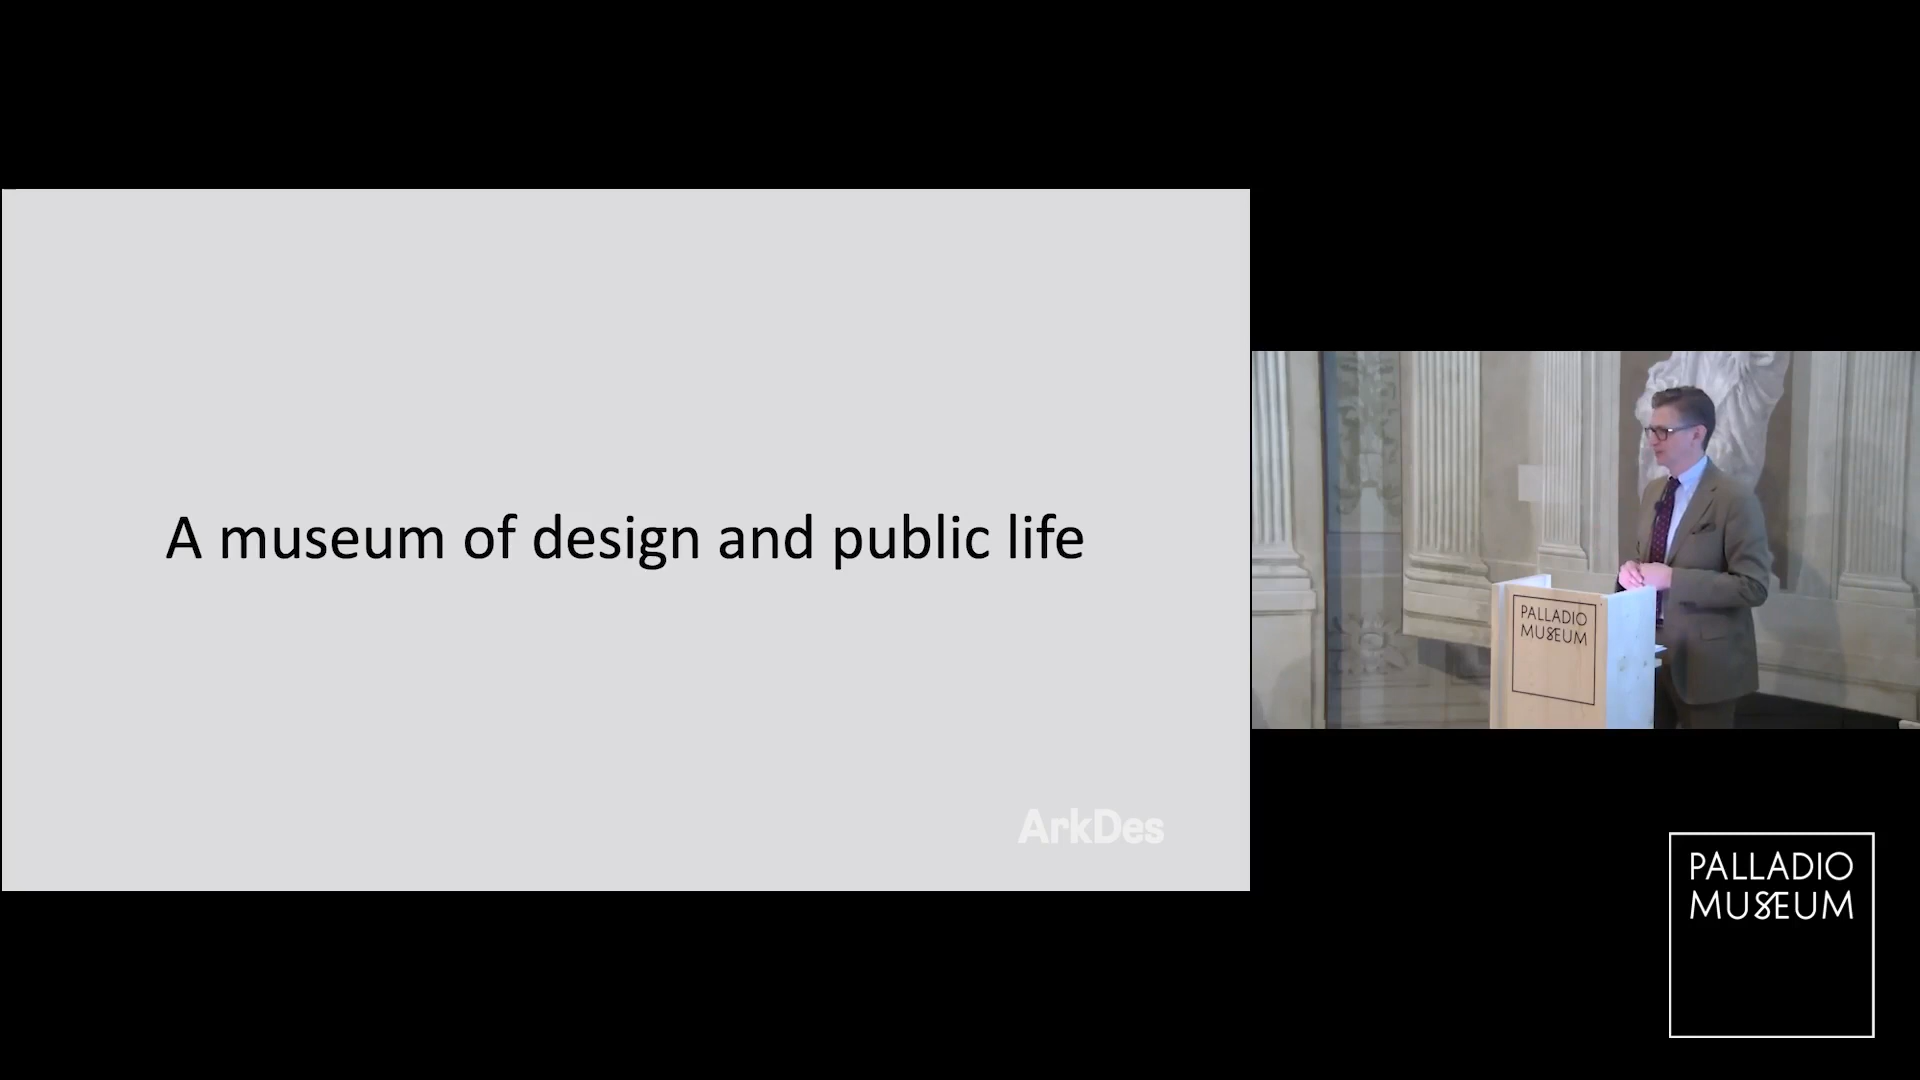 A museum of design and public life
ArkDes
PALLADIO
MUSEUM
PALLADIO
MUSEUM